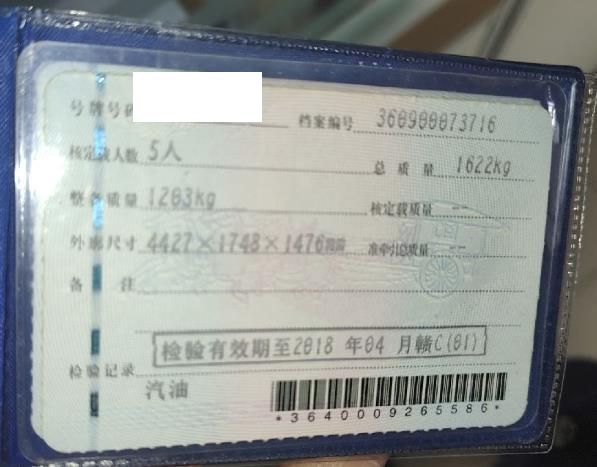 号牌号码 档案编号 360900073716
核定载人数 5人 总质量 1622kg
整备质量 1203kg 核定载质量 --
外廓尺寸 4427×1748×1476mm 准牵引总质量 --
备注
检验有效期至2018年04月赣C(01)
检验记录
汽油
*3640009265586*